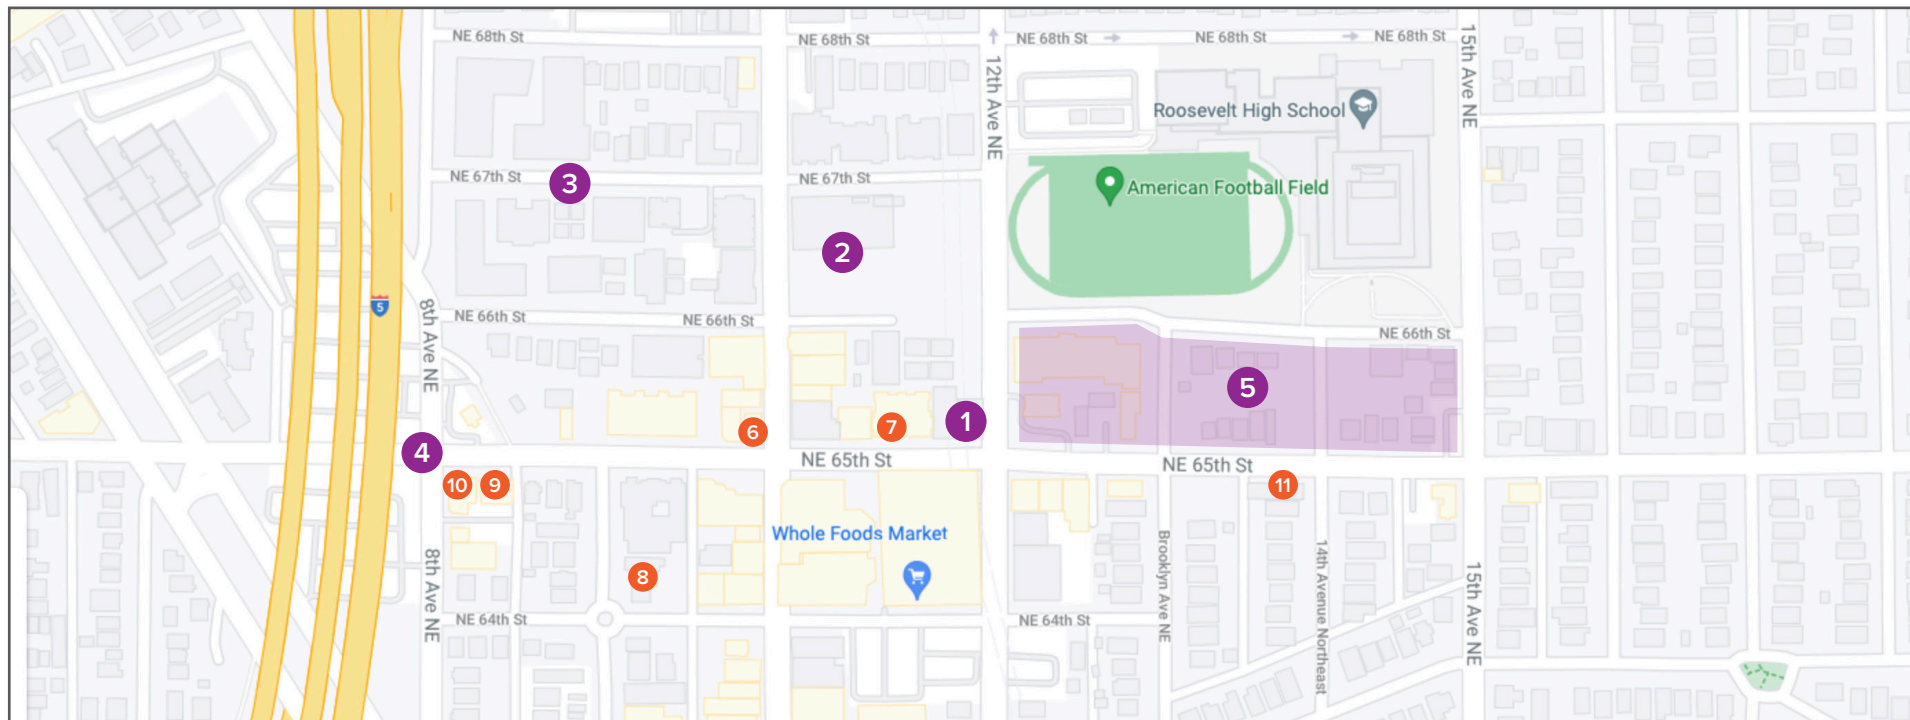 NE 68th St
NE 68th St
NE 68th St
NE 68th St
NE 68th St
15th Ave NE
12th Ave NE
Roosevelt High School
NE 67th St
3
NE 67th St
American Football Field
2
5
8th Ave NE
NE 66th St
NE 66th St
NE 66th St
5
1
6
7
4
NE 65th St
NE 65th St
10
9
11
Whole Foods Market
8
8th Ave NE
Brooklyn Ave NE
14th Avenue Northeast
15th Ave NE
NE 64th St
NE 64th St